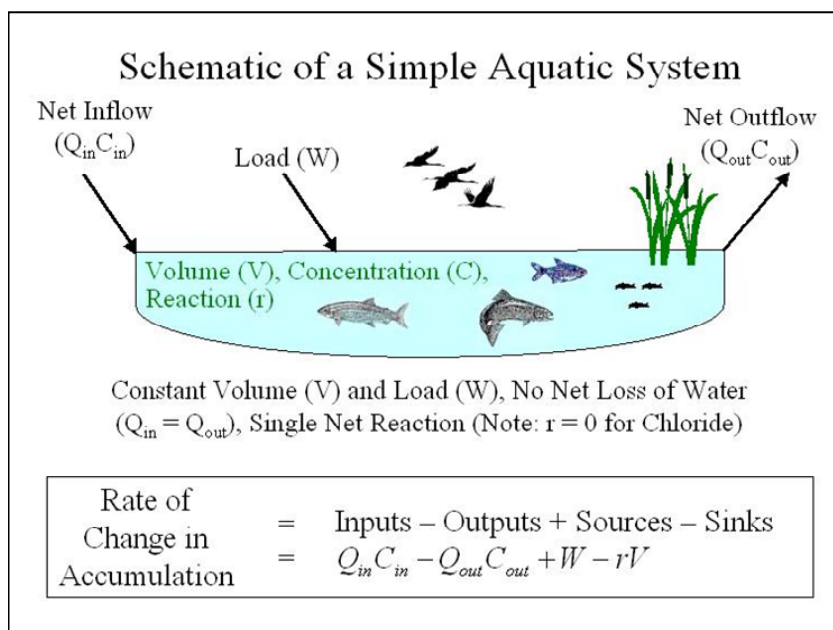 Schematic of a Simple Aquatic System
Net Inflow
(QinCin)
Load (W)
Net Outflow
(QoutCout)
Volume (V), Concentration (C),
Reaction (r)
Constant Volume (V) and Load (W), No Net Loss of Water
(Qin = Qout), Single Net Reaction (Note: r = 0 for Chloride)
Rate of
Change in
Accumulation
= Inputs – Outputs + Sources – Sinks
= QinCin – QoutCout + W – rV